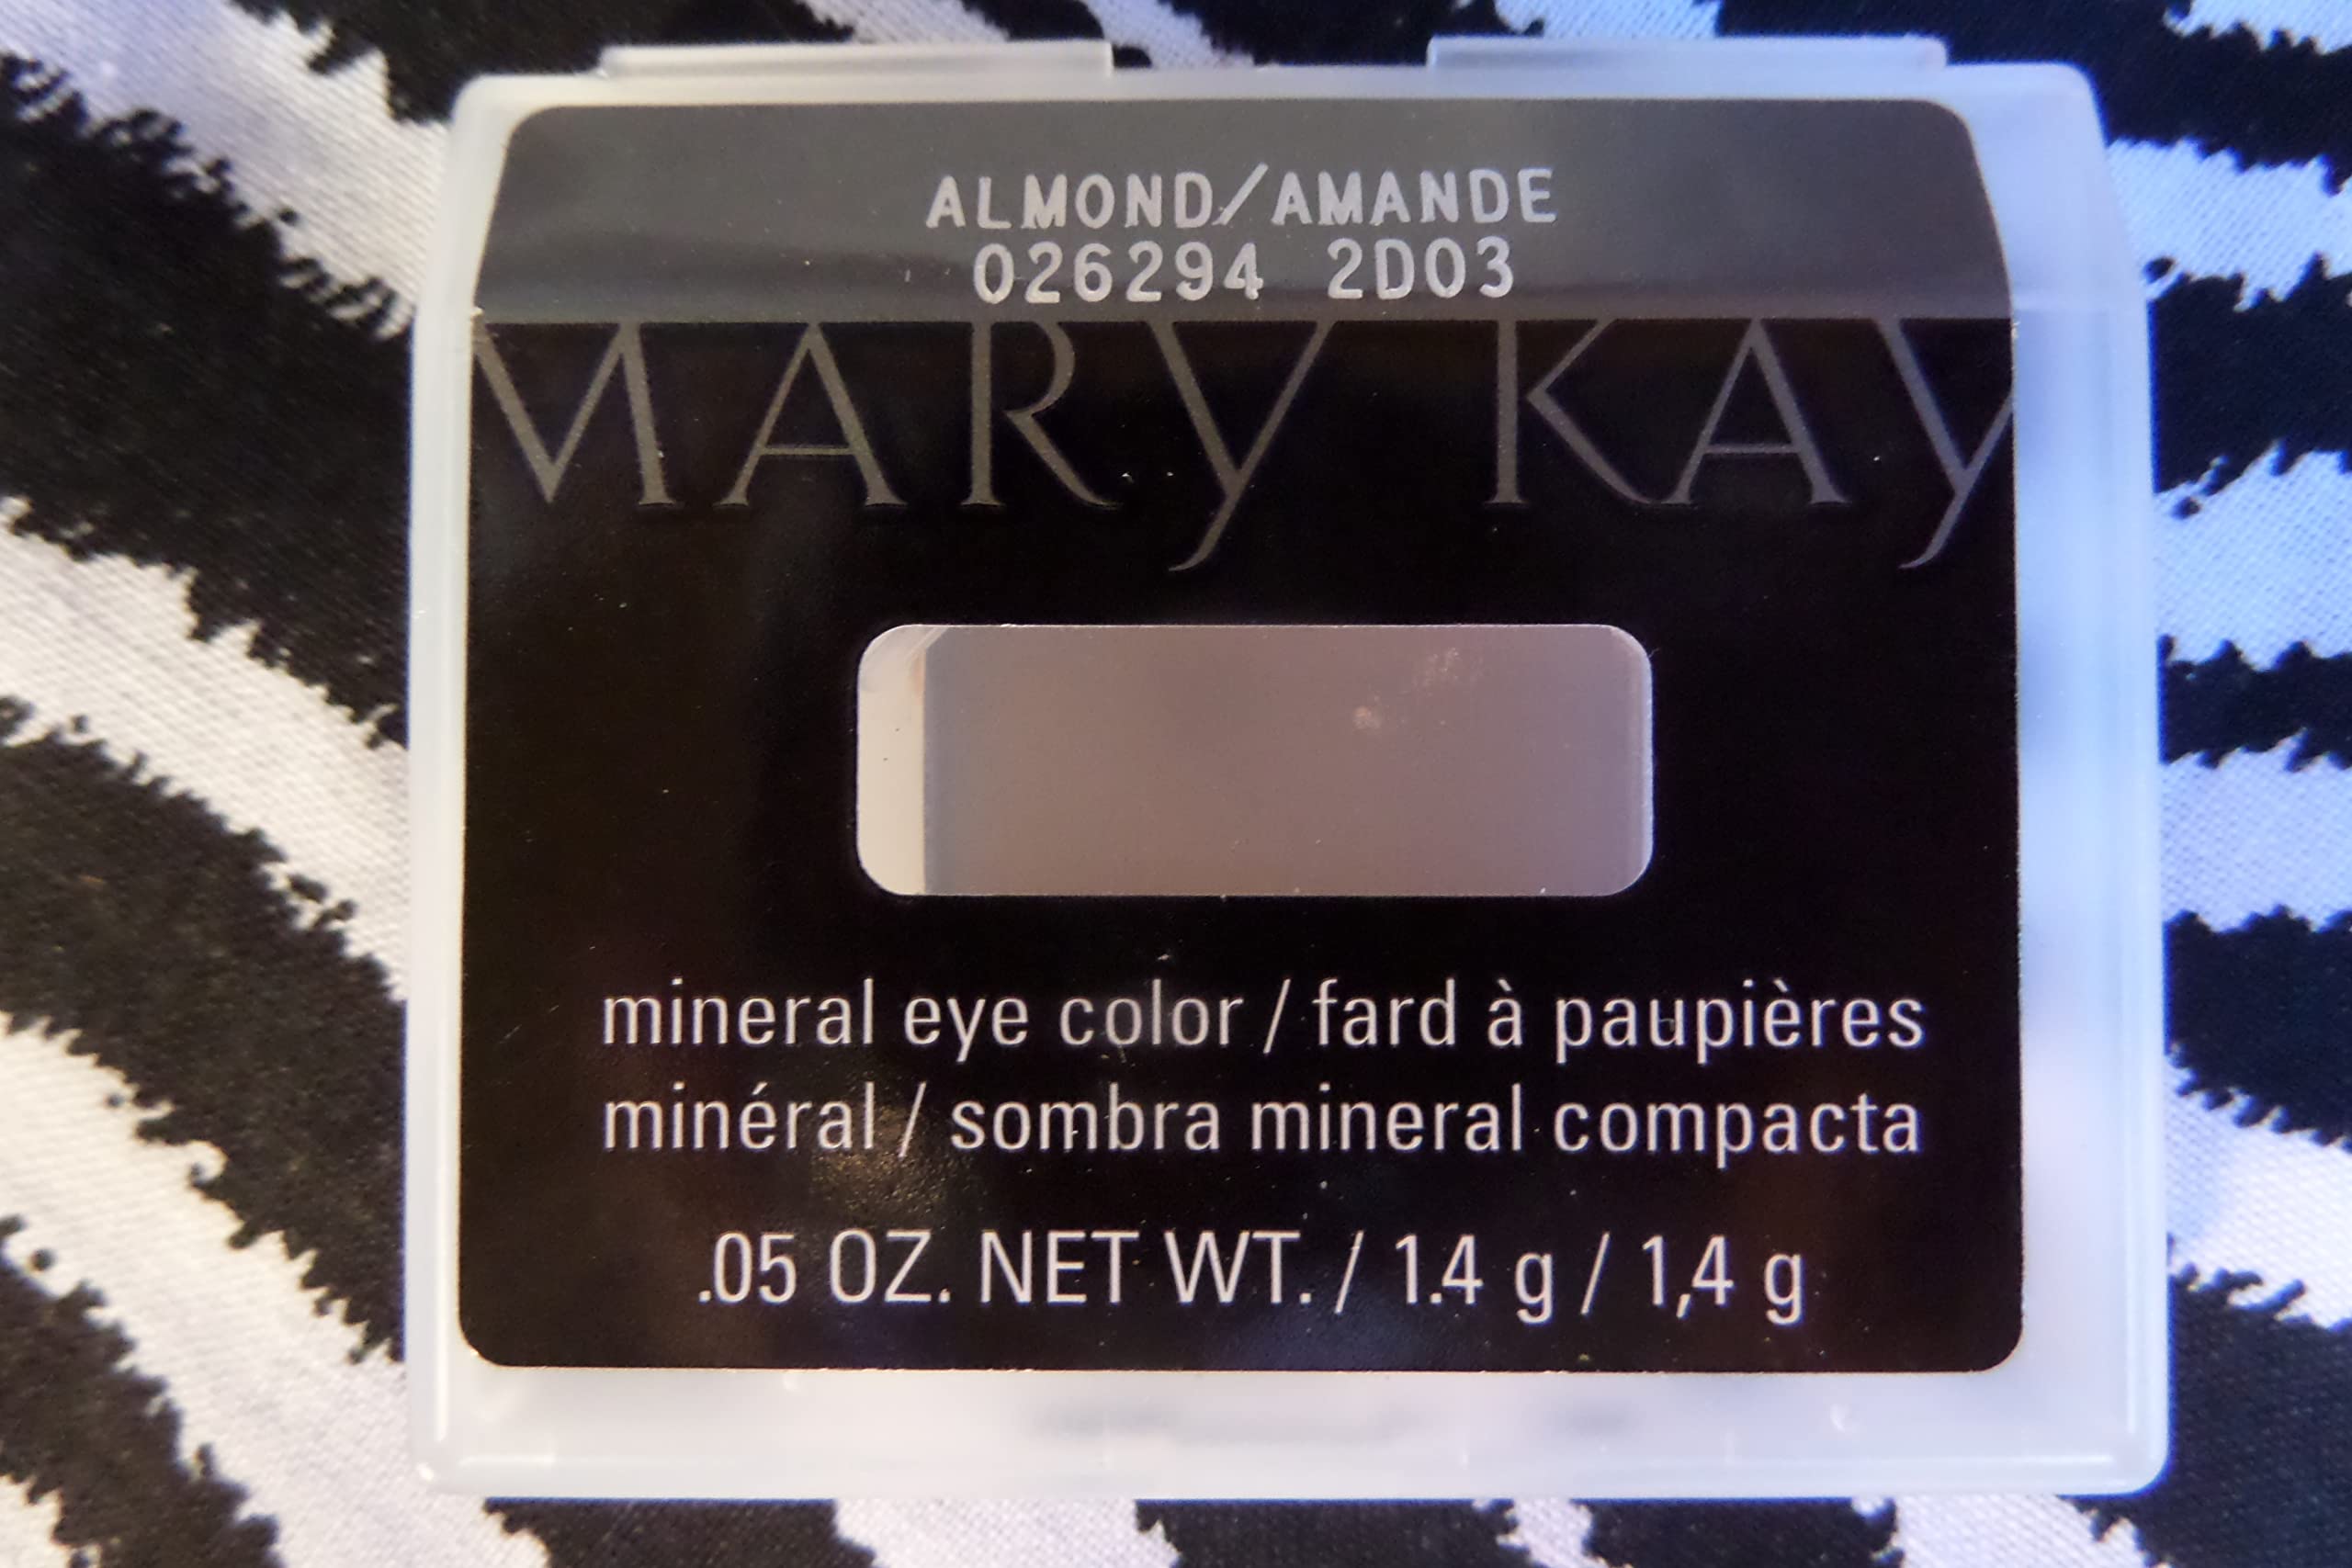 ALMOND/AMANDE
026294 2D03
MARY KAY
mineral eye color / fard à paupières
minéral / sombra mineral compacta
.05 OZ. NET WT. / 1.4 g / 1,4 g